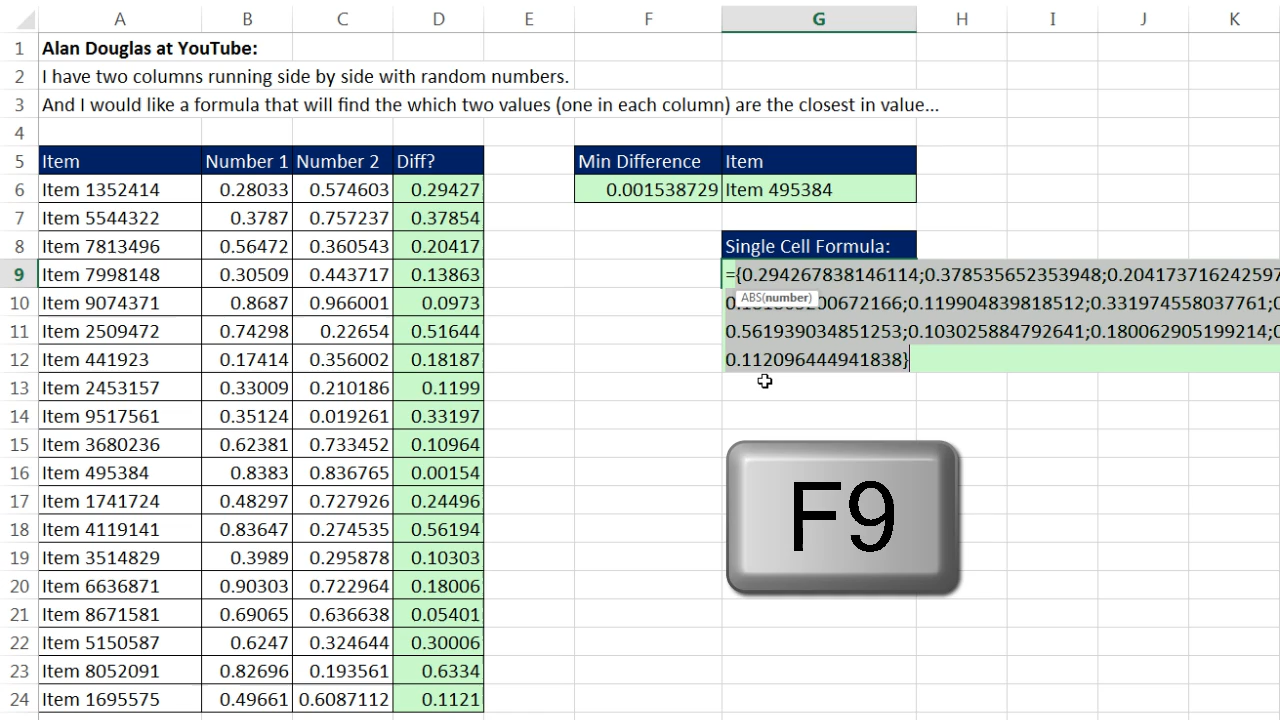 A B C D E F G H I J K
1 Alan Douglas at YouTube:
2 I have two columns running side by side with random numbers.
3 And I would like a formula that will find the which two values (one in each column) are the closest in value...
4
5 Item Number 1 Number 2 Diff? Min Difference Item
6 Item 1352414 0.28033 0.574603 0.29427 0.001538729 Item 495384
7 Item 5544322 0.3787 0.757237 0.37854
8 Item 7813496 0.56472 0.360543 0.20417 Single Cell Formula:
9 Item 7998148 0.30509 0.443717 0.13863 ={0.294267838146114;0.378535652353948;0.204173716242597
ABS(number)
10 Item 9074371 0.8687 0.966001 0.0973 00672166;0.119904839818512;0.331974558037761;
11 Item 2509472 0.74298 0.22654 0.51644 0.561939034851253;0.103025884792641;0.180062905199214;
12 Item 441923 0.17414 0.356002 0.18187 0.112096444941838}
13 Item 2453157 0.33009 0.210186 0.1199
14 Item 9517561 0.35124 0.019261 0.33197
15 Item 3680236 0.62381 0.733452 0.10964
16 Item 495384 0.8383 0.836765 0.00154
17 Item 1741724 0.48297 0.727926 0.24496
18 Item 4119141 0.83647 0.274535 0.56194
19 Item 3514829 0.3989 0.295878 0.10303
20 Item 6636871 0.90303 0.722964 0.18006
21 Item 8671581 0.69065 0.636638 0.05401
22 Item 5150587 0.6247 0.324644 0.30006
23 Item 8052091 0.82696 0.193561 0.6334
24 Item 1695575 0.49661 0.6087112 0.1121
F9